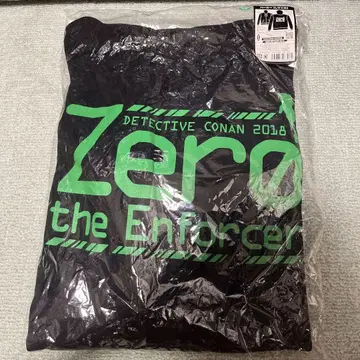 DETECTIVE CONAN 2018
Zero
the Enforcer